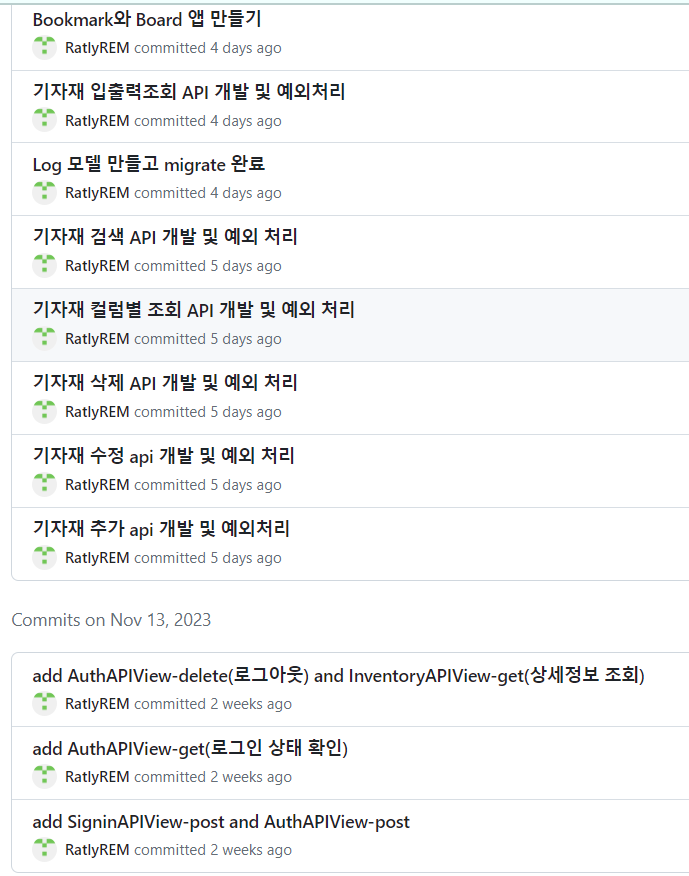 Bookmark와 Board 앱 만들기
RatlyREM committed 4 days ago
기자재 입출력조회 API 개발 및 예외처리
RatlyREM committed 4 days ago
Log 모델 만들고 migrate 완료
RatlyREM committed 4 days ago
기자재 검색 API 개발 및 예외 처리
RatlyREM committed 5 days ago
기자재 컬럼별 조회 API 개발 및 예외 처리
RatlyREM committed 5 days ago
기자재 삭제 API 개발 및 예외 처리
RatlyREM committed 5 days ago
기자재 수정 api 개발 및 예외 처리
RatlyREM committed 5 days ago
기자재 추가 api 개발 및 예외처리
RatlyREM committed 5 days ago
Commits on Nov 13, 2023
add AuthAPIView-delete(로그아웃) and InventoryAPIView-get(상세정보 조회)
RatlyREM committed 2 weeks ago
add AuthAPIView-get(로그인 상태 확인)
RatlyREM committed 2 weeks ago
add SigninAPIView-post and AuthAPIView-post
RatlyREM committed 2 weeks ago